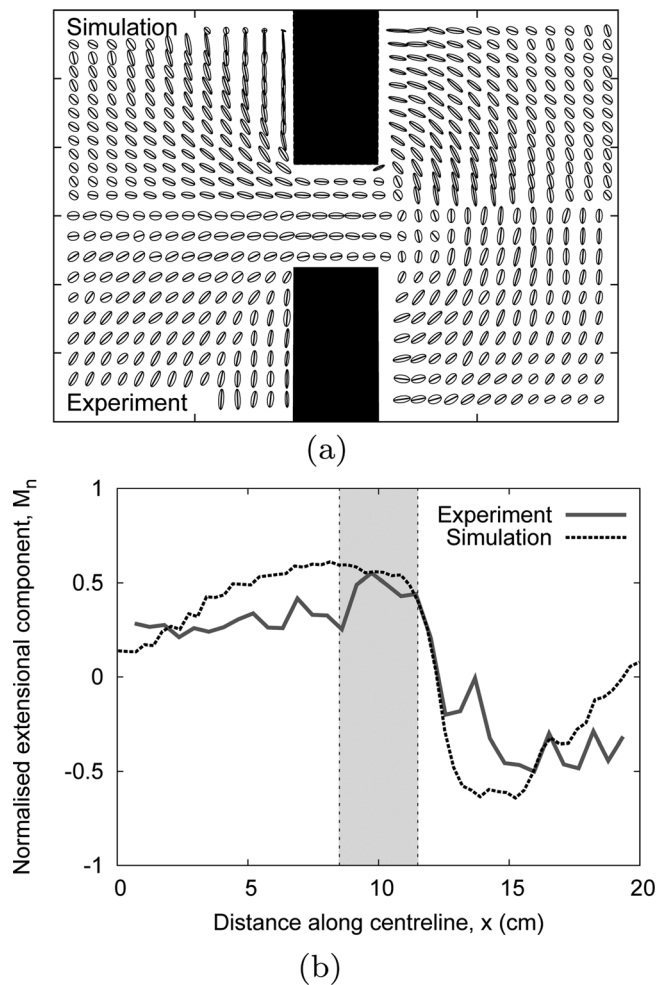 Simulation
Experiment
(a)
Normalised extensional component, Mn
1
0.5
0
-0.5
-1
Experiment
Simulation
0 5 10 15 20
Distance along centreline, x (cm)
(b)